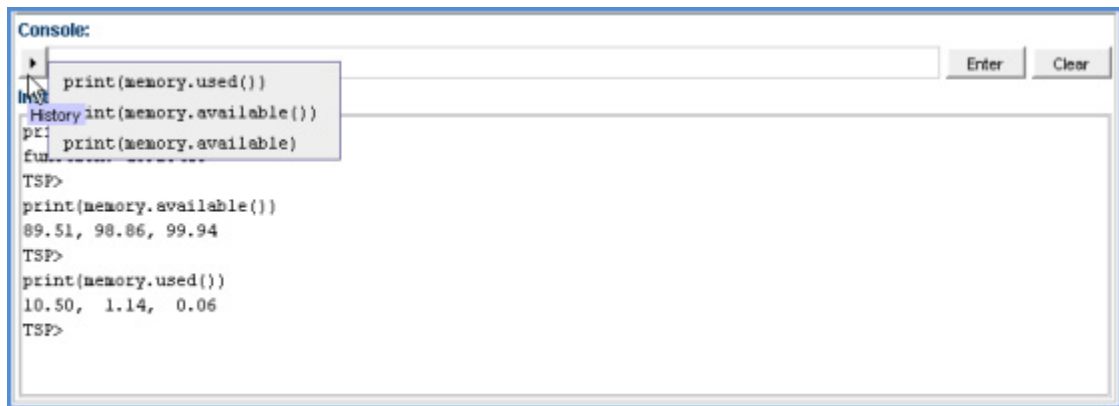 Console:
Enter Clear
print(memory.used())
print(memory.available())
History
print(memory.available)
TSP>
print(memory.available())
89.51, 98.86, 99.94
TSP>
print(memory.used())
10.50, 1.14, 0.06
TSP>